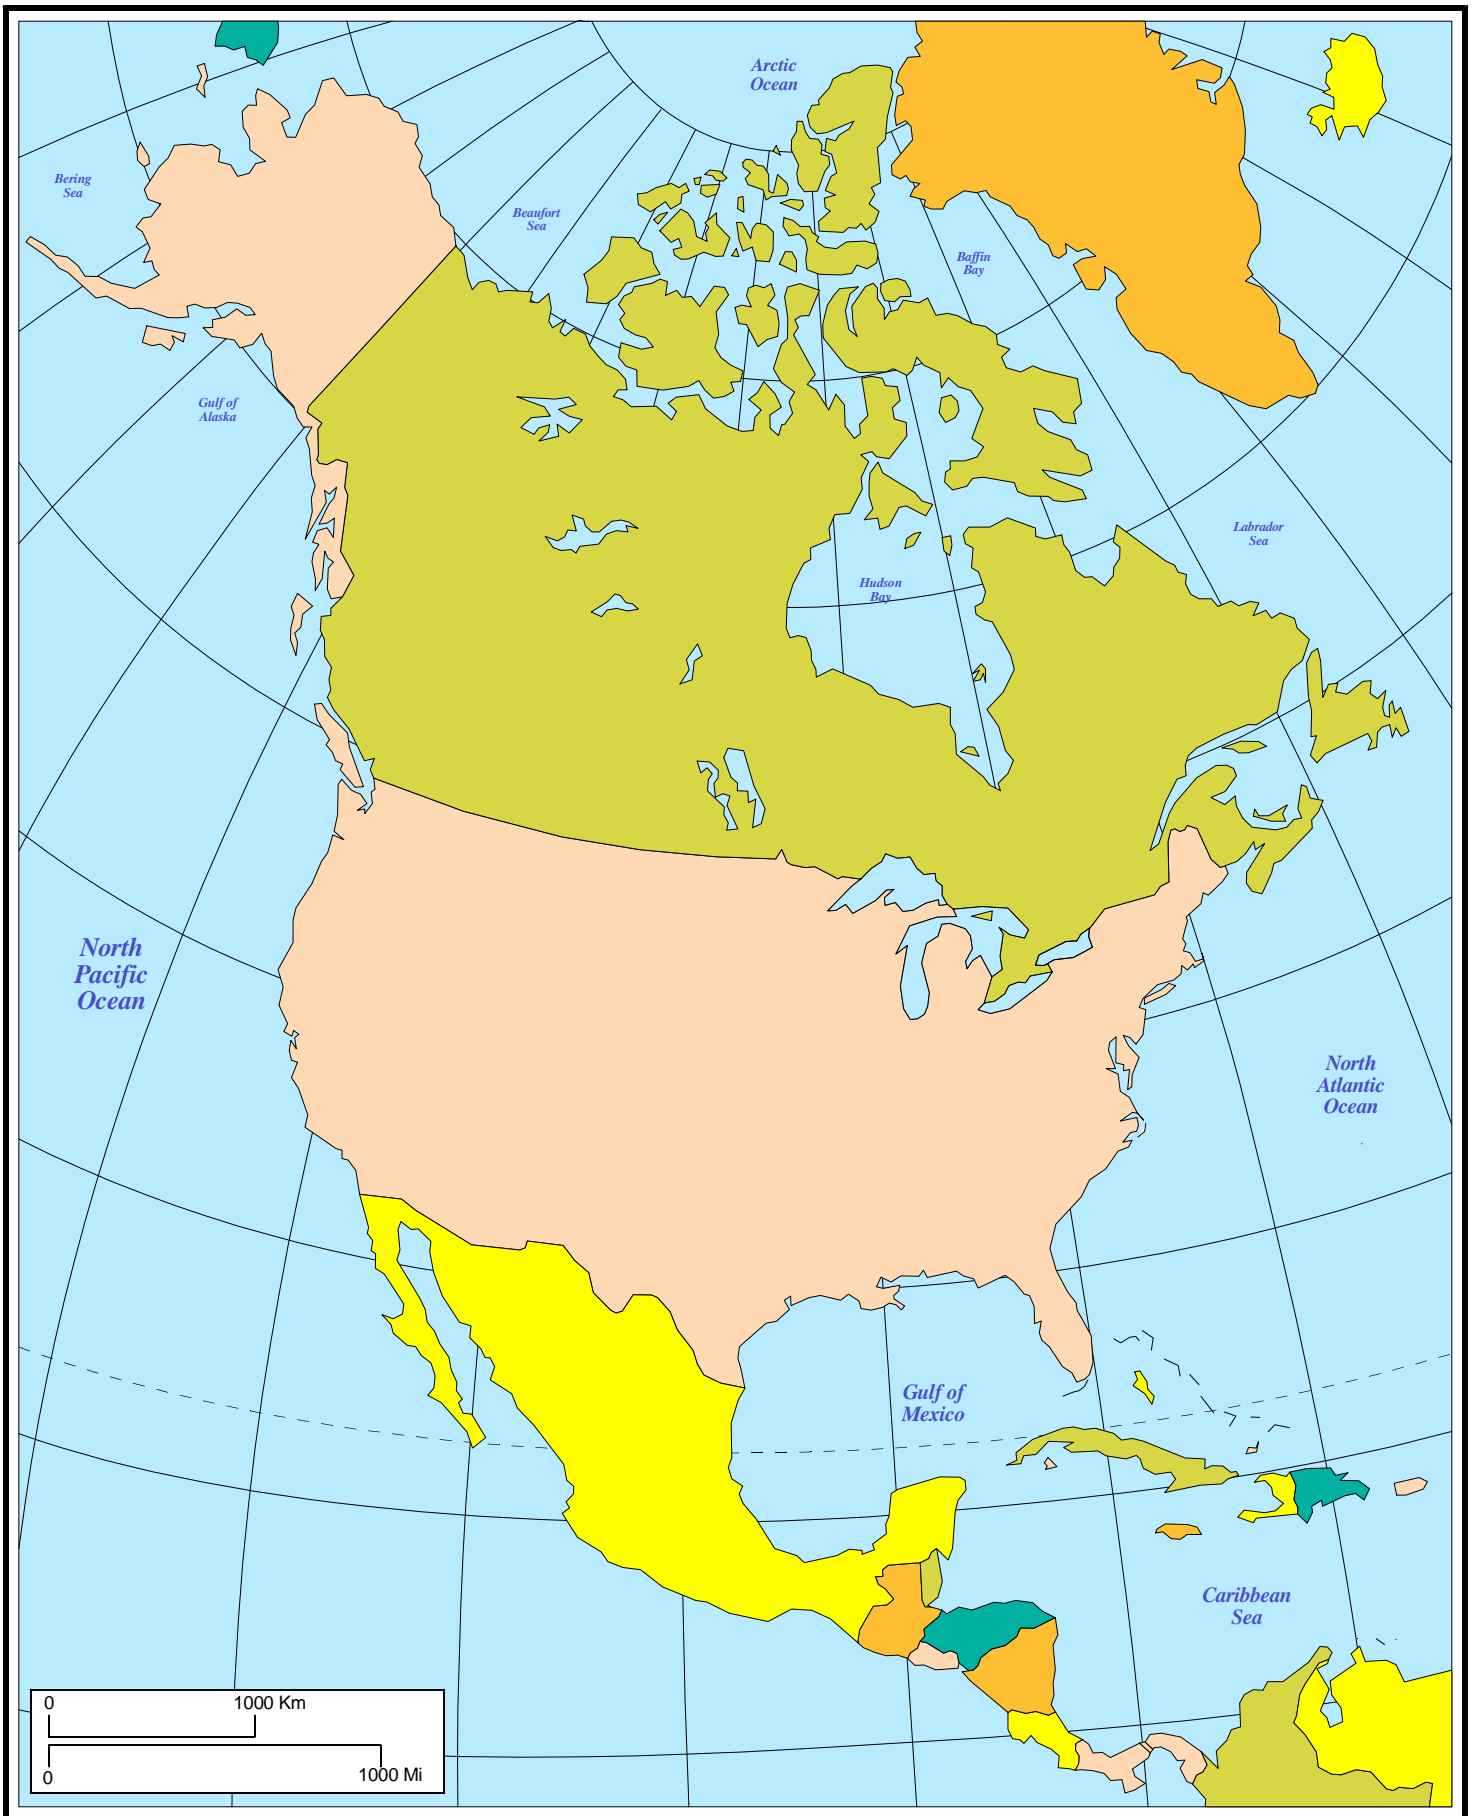 Arctic
Ocean
Bering
Sea
Beaufort
Sea
Baffin
Bay
Gulf of
Alaska
Labrador
Sea
Hudson
Bay
North
Pacific
Ocean
North
Atlantic
Ocean
Gulf of
Mexico
Caribbean
Sea
0 1000 Km
0 1000 Mi